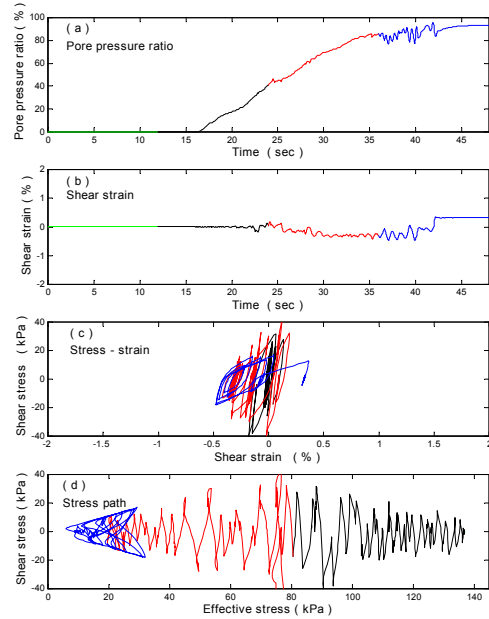 ( a )
Pore pressure ratio
Pore pressure ratio ( % )
100
80
60
40
20
0
0 5 10 15 20 25 30 35 40 45
Time ( sec )
( b )
Shear strain
Shear strain ( % )
2
1
0
-1
-2
0 5 10 15 20 25 30 35 40 45
Time ( sec )
( c )
Stress - strain
Shear stress ( kPa )
40
20
0
-20
-40
-2 -1.5 -1 -0.5 0 0.5 1 1.5 2
Shear strain ( % )
( d )
Stress path
Shear stress ( kPa )
40
20
0
-20
-40
0 20 40 60 80 100 120 140
Effective stress ( kPa )